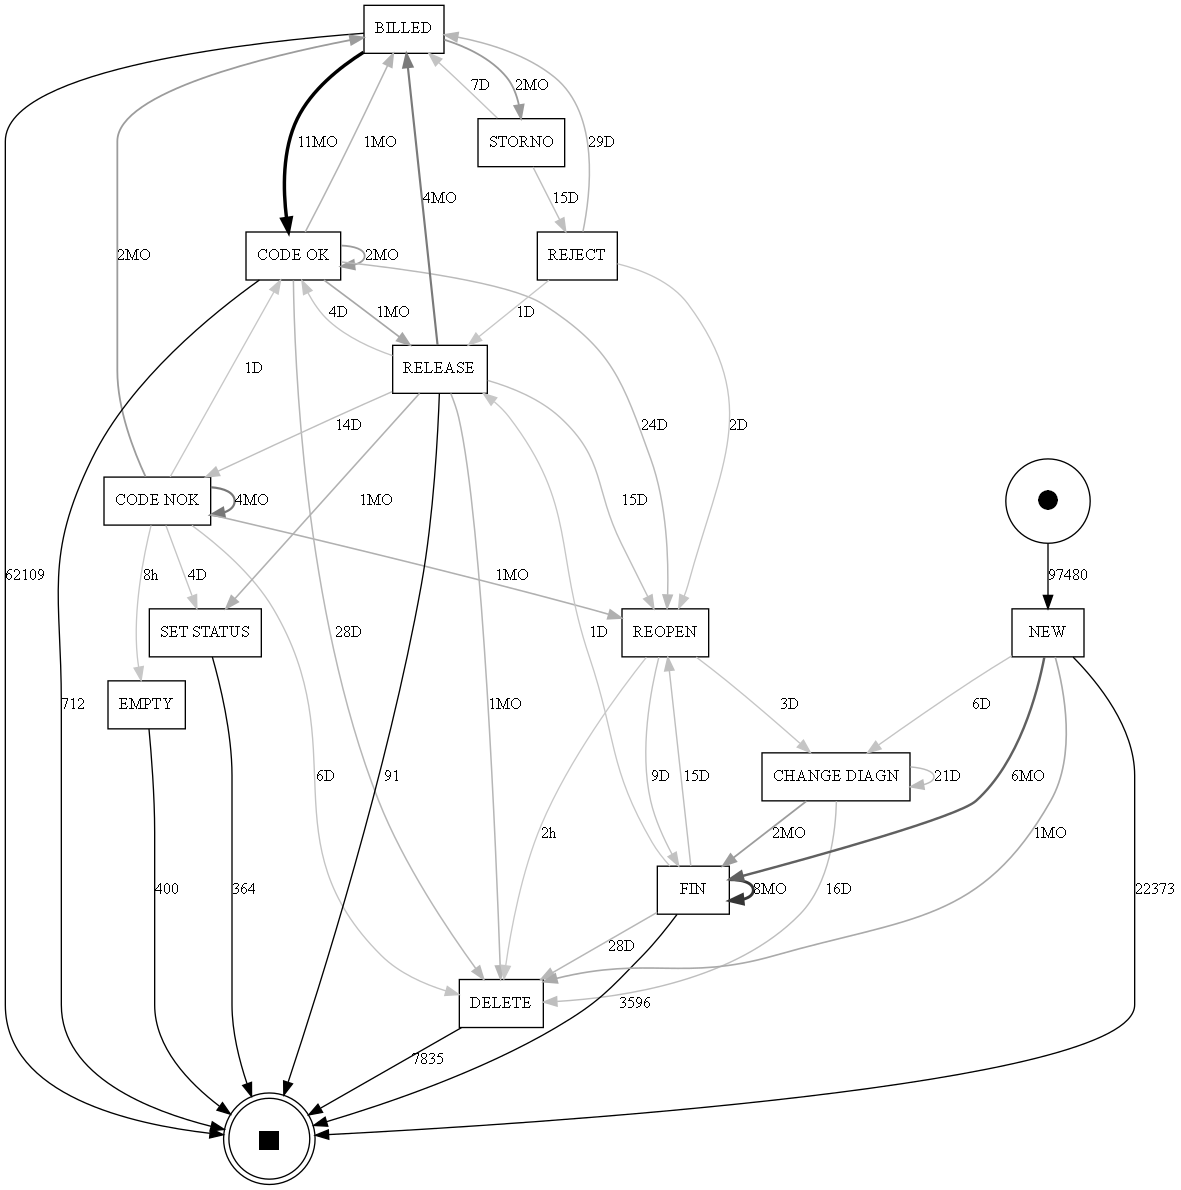 BILLED
7D
2MO
STORNO
11MO
1MO
29D
15D
4MO
2MO
CODE OK
2MO
REJECT
4D
1MO
1D
1D
RELEASE
14D
24D
2D
CODE NOK
4MO
1MO
15D
8h
4D
1MO
62109
97480
SET STATUS
28D
1D
REOPEN
NEW
EMPTY
712
1MO
3D
6D
6D
91
9D
15D
CHANGE DIAGN
21D
6MO
2h
2MO
1MO
400
364
FIN
8MO
16D
22373
28D
DELETE
3596
7835